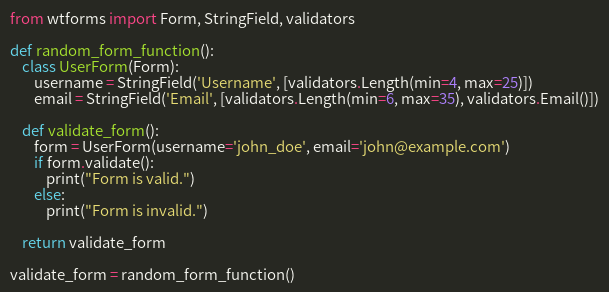 from wtforms import Form, StringField, validators

def random_form_function():
    class UserForm(Form):
        username = StringField('Username', [validators.Length(min=4, max=25)])
        email = StringField('Email', [validators.Length(min=6, max=35), validators.Email()])

    def validate_form():
        form = UserForm(username='john_doe', email='john@example.com')
        if form.validate():
            print("Form is valid.")
        else:
            print("Form is invalid.")

    return validate_form

validate_form = random_form_function()